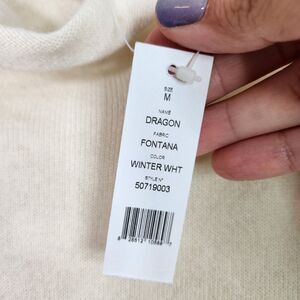 SIZE
M
NAME
DRAGON
FABRIC
FONTANA
COLOR
WINTER WHT
STYLE N°
50719003